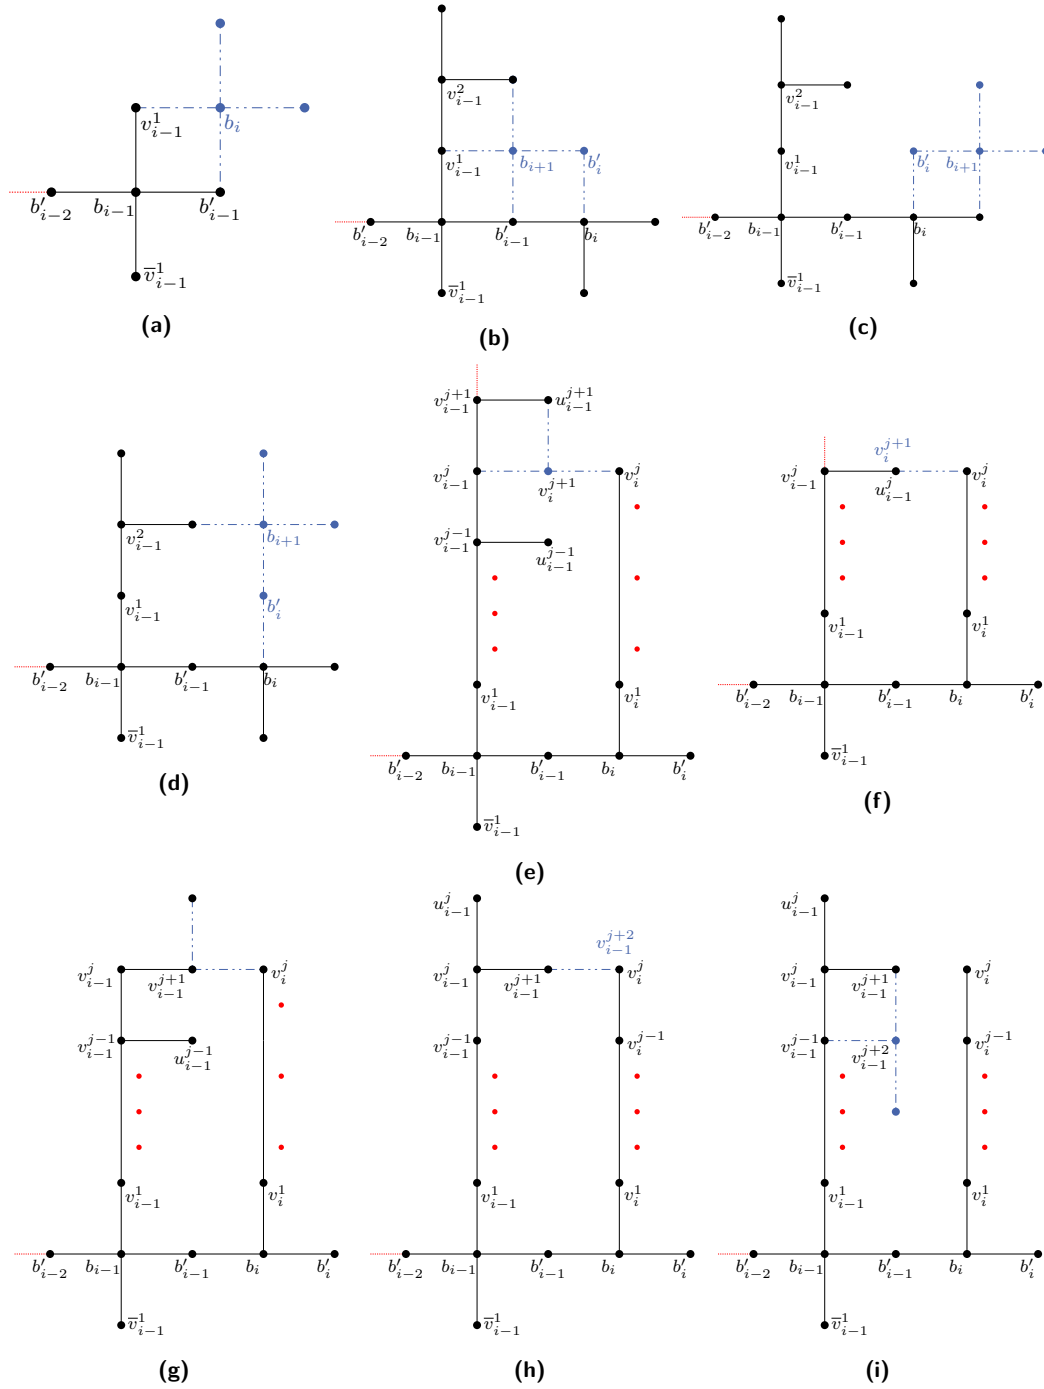 v^1_{i−1}
b_i
b′_{i−2} b_{i−1} b′_{i−1}
v̄^1_{i−1}
(a)
v^2_{i−1}
v^1_{i−1} b_{i+1} b′_i
b′_{i−2} b_{i−1} b′_{i−1} b_i
v̄^1_{i−1}
(b)
v^2_{i−1}
v^1_{i−1} b′_i b_{i+1}
b′_{i−2} b_{i−1} b′_{i−1} b_i
v̄^1_{i−1}
(c)
v^2_{i−1} b_{i+1}
v^1_{i−1} b′_i
b′_{i−2} b_{i−1} b′_{i−1} b_i
v̄^1_{i−1}
(d)
v^{j+1}_{i−1} u^{j+1}_{i−1}
v^j_{i−1} v^{j+1}_i v^j_i
v^{j−1}_{i−1} u^{j−1}_{i−1}
v^1_{i−1} v^1_i
b′_{i−2} b_{i−1} b′_{i−1} b_i b′_i
v̄^1_{i−1}
(e)
v^{j+1}_i
v^j_{i−1} u^j_{i−1} v^j_i
v^1_{i−1} v^1_i
b′_{i−2} b_{i−1} b′_{i−1} b_i b′_i
v̄^1_{i−1}
(f)
v^j_{i−1} v^{j+1}_{i−1} v^j_i
v^{j−1}_{i−1} u^{j−1}_{i−1}
v^1_{i−1} v^1_i
b′_{i−2} b_{i−1} b′_{i−1} b_i b′_i
v̄^1_{i−1}
(g)
u^j_{i−1}
v^{j+2}_{i−1}
v^j_{i−1} v^{j+1}_{i−1} v^j_i
v^{j−1}_{i−1} v^{j−1}_i
v^1_{i−1} v^1_i
b′_{i−2} b_{i−1} b′_{i−1} b_i b′_i
v̄^1_{i−1}
(h)
u^j_{i−1}
v^j_{i−1} v^{j+1}_{i−1} v^j_i
v^{j−1}_{i−1} v^{j+2}_{i−1} v^{j−1}_i
v^1_{i−1} v^1_i
b′_{i−2} b_{i−1} b′_{i−1} b_i b′_i
v̄^1_{i−1}
(i)